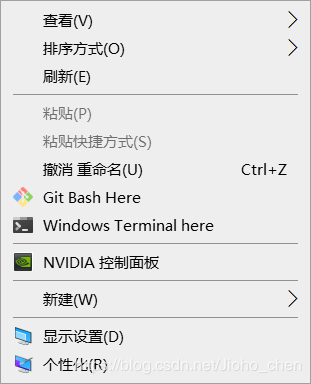 查看(V)
排序方式(O)
刷新(E)
粘贴(P)
粘贴快捷方式(S)
撤消 重命名(U) Ctrl+Z
Git Bash Here
Windows Terminal here
NVIDIA 控制面板
新建(W)
显示设置(D)
个性化(R)
https://blog.csdn.net/Jioho_chen